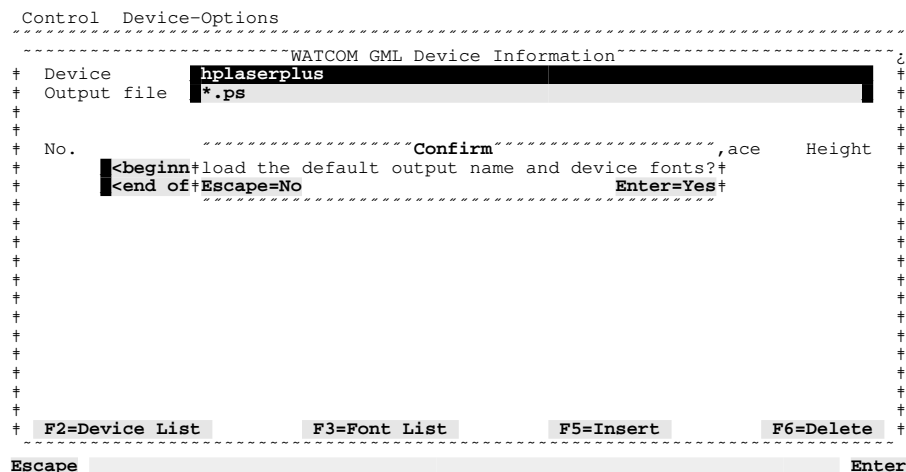 Control Device-Options
WATCOM GML Device Information
Device hplaserplus
Output file *.ps
Confirm
No. ,ace Height
<beginn load the default output name and device fonts?
<end of Escape=No Enter=Yes
F2=Device List F3=Font List F5=Insert F6=Delete
Escape Enter